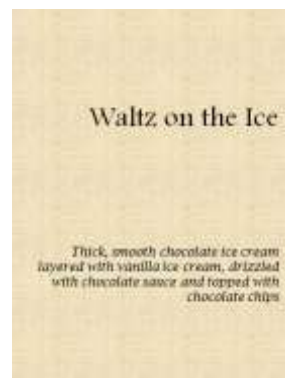 Waltz on the Ice
Thick, smooth chocolate ice cream
layered with vanilla ice cream, drizzled
with chocolate sauce and topped with
chocolate chips